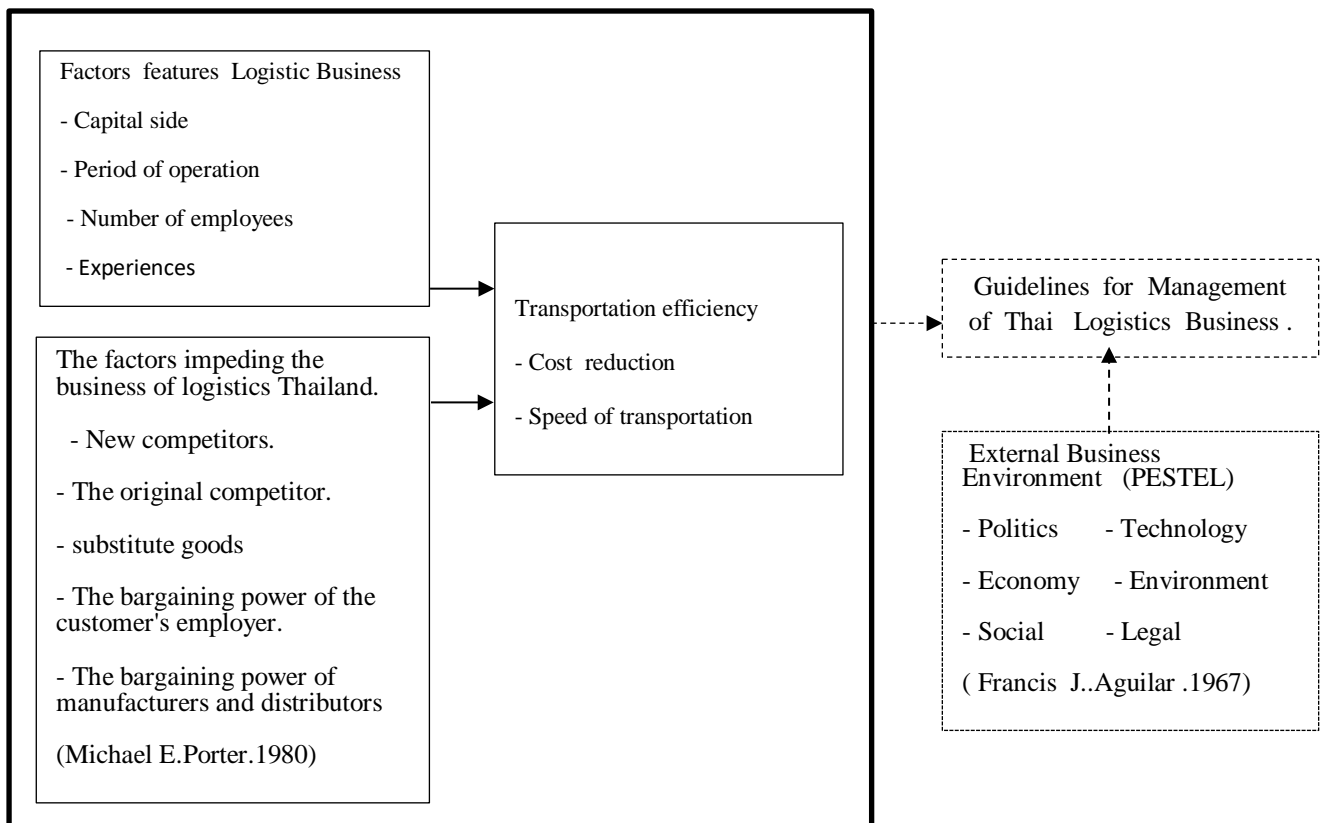 Factors features Logistic Business
- Capital side
- Period of operation
- Number of employees
- Experiences
The factors impeding the
business of logistics Thailand.
- New competitors.
- The original competitor.
- substitute goods
- The bargaining power of the
customer's employer.
- The bargaining power of
manufacturers and distributors
(Michael E.Porter.1980)
Transportation efficiency
- Cost reduction
- Speed of transportation
Guidelines for Management
of Thai Logistics Business .
External Business
Environment (PESTEL)
- Politics - Technology
- Economy - Environment
- Social - Legal
( Francis J..Aguilar .1967)